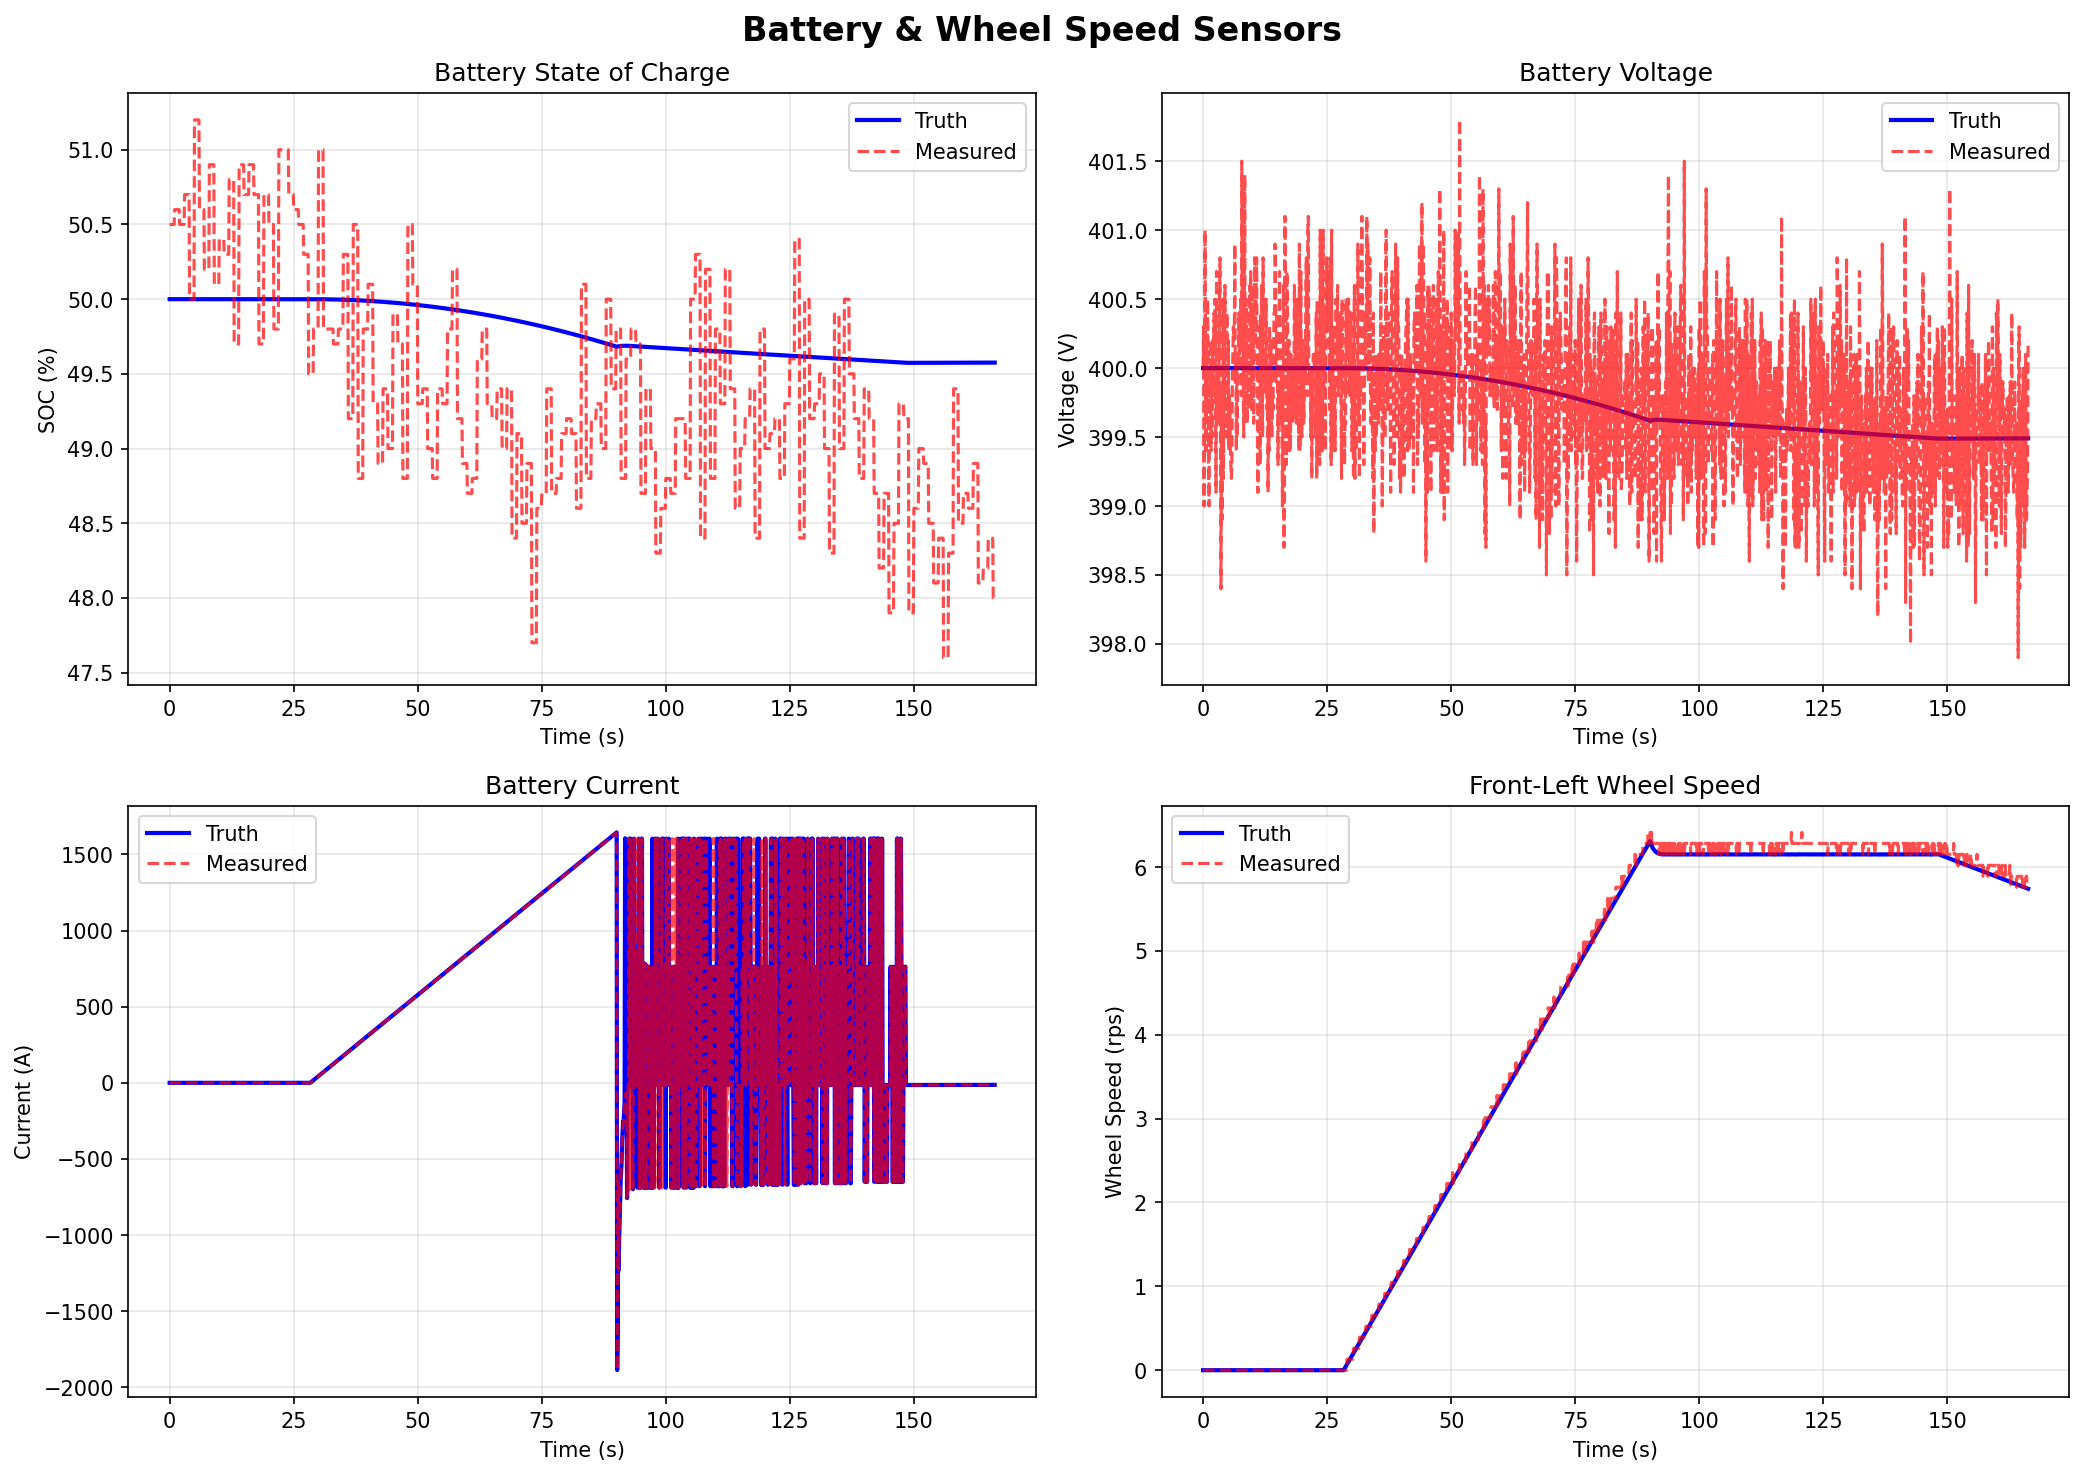 Battery & Wheel Speed Sensors
Battery State of Charge
SOC (%)
51.0
50.5
50.0
49.5
49.0
48.5
48.0
47.5
Truth
Measured
0 25 50 75 100 125 150
Time (s)
Battery Voltage
Voltage (V)
401.5
401.0
400.5
400.0
399.5
399.0
398.5
398.0
Truth
Measured
0 25 50 75 100 125 150
Time (s)
Battery Current
Current (A)
1500
1000
500
0
−500
−1000
−1500
−2000
Truth
Measured
0 25 50 75 100 125 150
Time (s)
Front-Left Wheel Speed
Wheel Speed (rps)
6
5
4
3
2
1
0
Truth
Measured
0 25 50 75 100 125 150
Time (s)